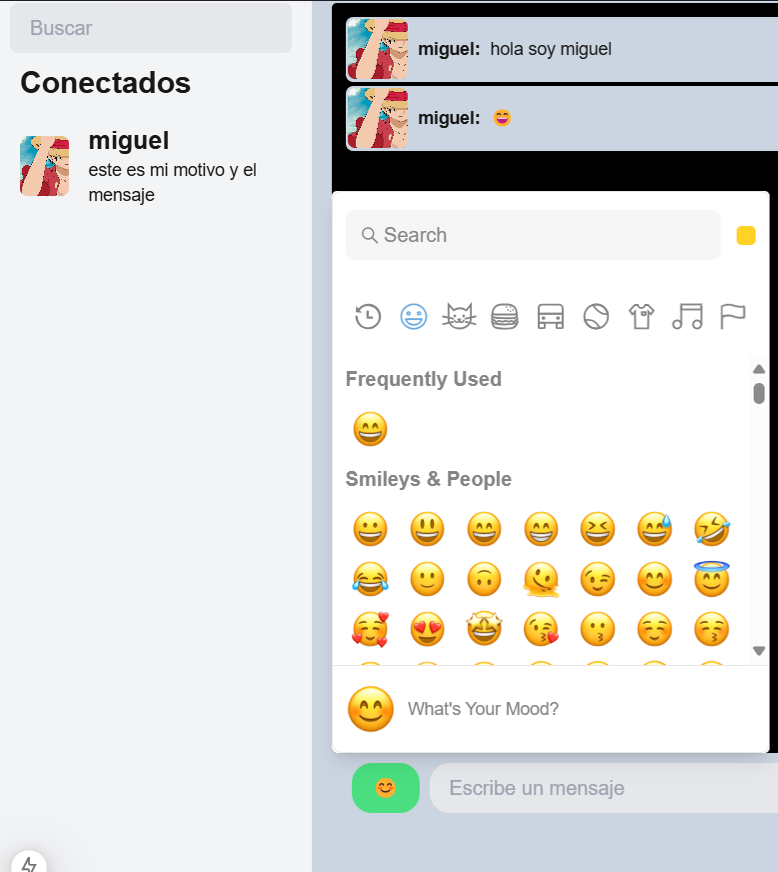 Buscar
Conectados
miguel
este es mi motivo y el
mensaje
miguel: hola soy miguel
miguel: 😄
Search
Frequently Used
Smileys & People
What's Your Mood?
Escribe un mensaje